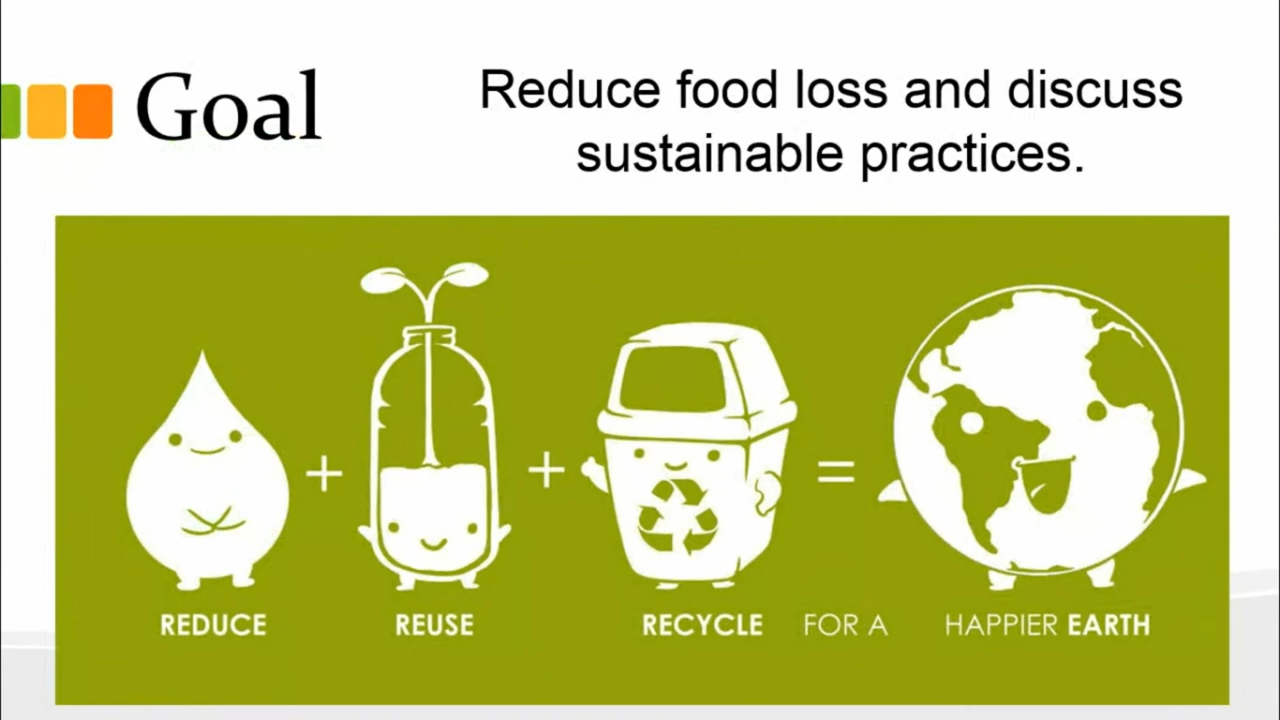 Goal
Reduce food loss and discuss
sustainable practices.
+ + =
REDUCE REUSE RECYCLE FOR A HAPPIER EARTH